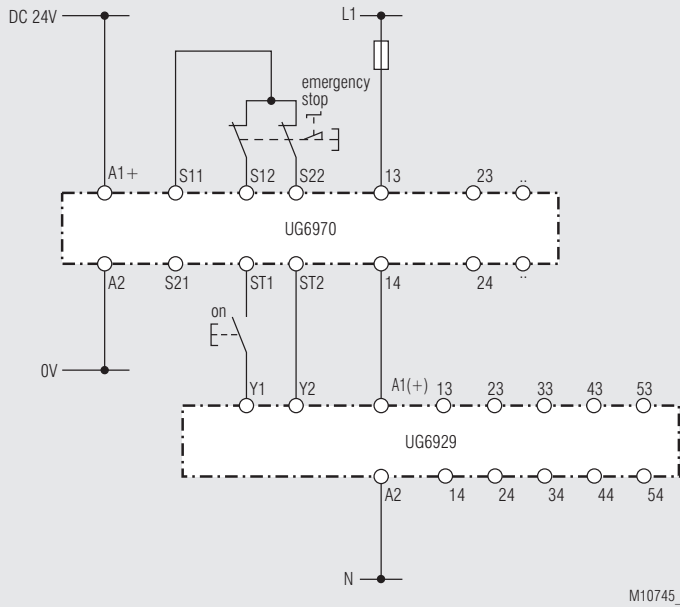 DC 24V
L1
emergency
stop
A1+ S11 S12 S22 13 23 ..
UG6970
A2 S21 ST1 ST2 14 24 ..
on
0V
Y1 Y2 A1(+) 13 23 33 43 53
UG6929
A2 14 24 34 44 54
N
M10745_